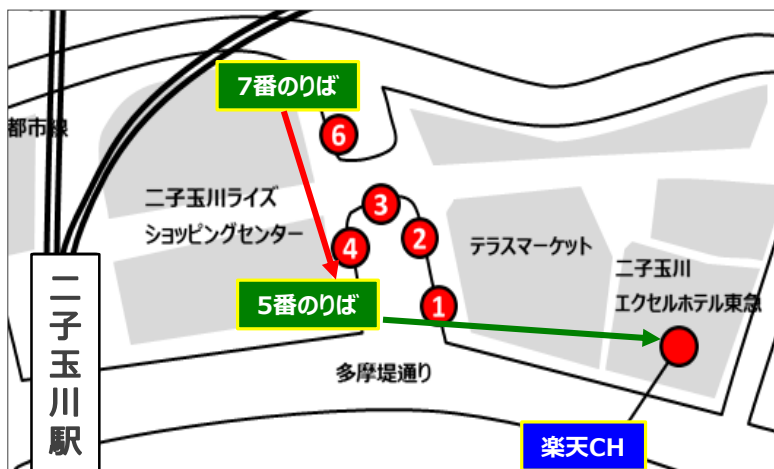 7番のりば
都市線
6
二子玉川ライズ
ショッピングセンター
3
4
2
テラスマーケット
二子玉川
エクセルホテル東急
5番のりば
1
多摩堤通り
二子玉川駅
楽天CH